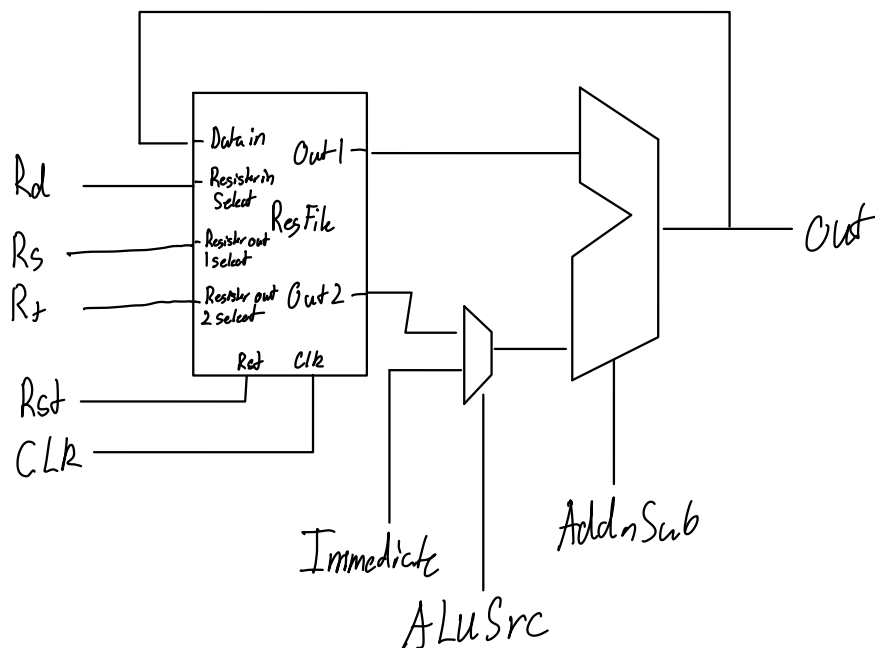 Data in
Out1
Rd
Register in
Select
RegFile
Rs
Register out
1 select
Rt
Register out
2 select
Out2
Rst
Clk
Rst
CLK
Out
Immediate
AddnSub
ALUSrc